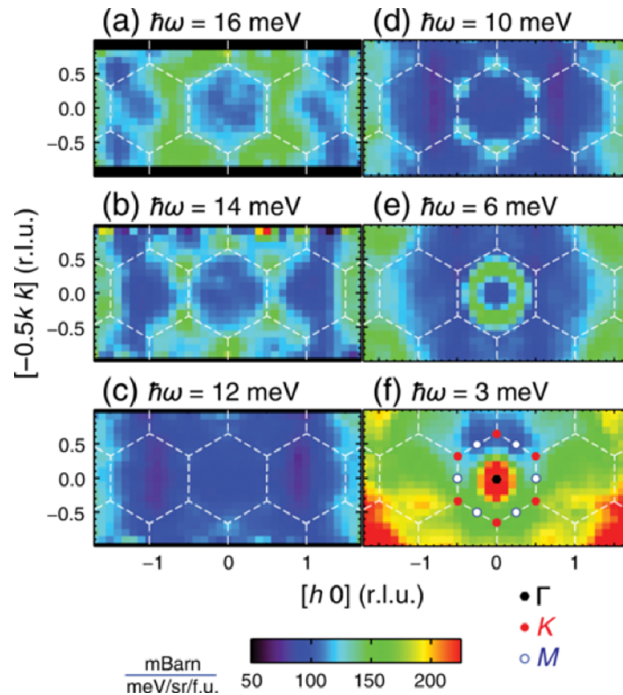 (a) ħω = 16 meV
(d) ħω = 10 meV
0.5
0.0
−0.5
(b) ħω = 14 meV
(e) ħω = 6 meV
0.5
0.0
−0.5
[−0.5k k] (r.l.u.)
(c) ħω = 12 meV
(f) ħω = 3 meV
0.5
0.0
−0.5
−1 0 1 −1 0 1
[h 0] (r.l.u.)
Γ
K
M
mBarn
meV/sr/f.u.
50 100 150 200